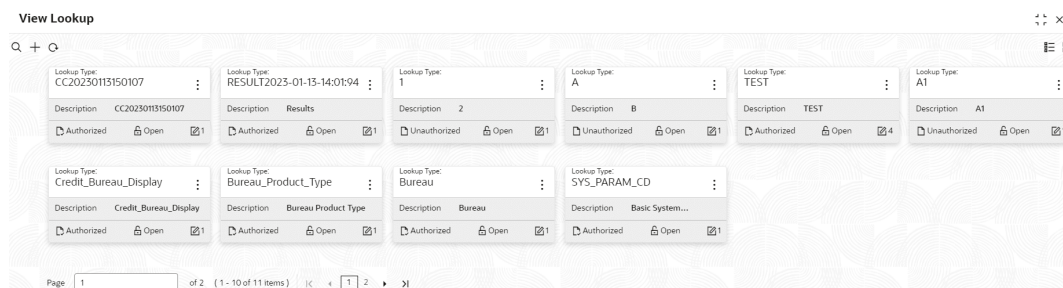 View Lookup
Lookup Type: Lookup Type: Lookup Type: Lookup Type: Lookup Type: Lookup Type:
CC20230113150107 RESULT2023-01-13-14:01:94 1 A TEST A1
Description CC20230113150107 Description Results Description 2 Description B Description TEST Description A1
Authorized Open 1 Authorized Open 1 Unauthorized Open 1 Unauthorized Open 1 Authorized Open 4 Unauthorized Open
Lookup Type: Lookup Type: Lookup Type: Lookup Type:
Credit_Bureau_Display Bureau_Product_Type Bureau SYS_PARAM_CD
Description Credit_Bureau_Display Description Bureau Product Type Description Bureau Description Basic System...
Authorized Open 1 Authorized Open 1 Authorized Open 1 Authorized Open 1
Page 1 of 2 (1 - 10 of 11 items) 1 2